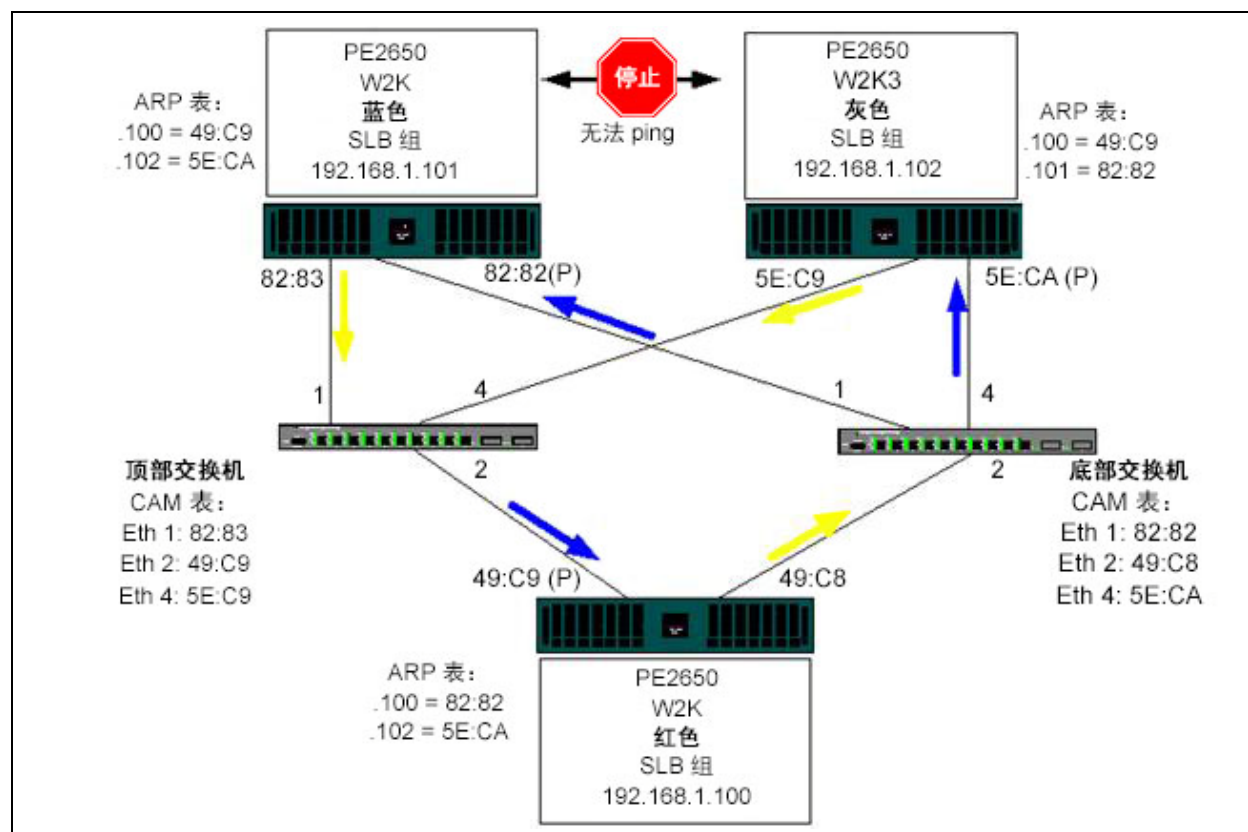 PE2650
W2K
蓝色
SLB 组
192.168.1.101
停止
无法 ping
PE2650
W2K3
灰色
SLB 组
192.168.1.102
ARP 表:
.100 = 49:C9
.102 = 5E:CA
ARP 表:
.100 = 49:C9
.101 = 82:82
82:83
82:82(P)
5E:C9
5E:CA (P)
1
4
1
4
2
2
顶部交换机
CAM 表:
Eth 1: 82:83
Eth 2: 49:C9
Eth 4: 5E:C9
底部交换机
CAM 表:
Eth 1: 82:82
Eth 2: 49:C8
Eth 4: 5E:CA
49:C9 (P)
49:C8
ARP 表:
.100 = 82:82
.102 = 5E:CA
PE2650
W2K
红色
SLB 组
192.168.1.100